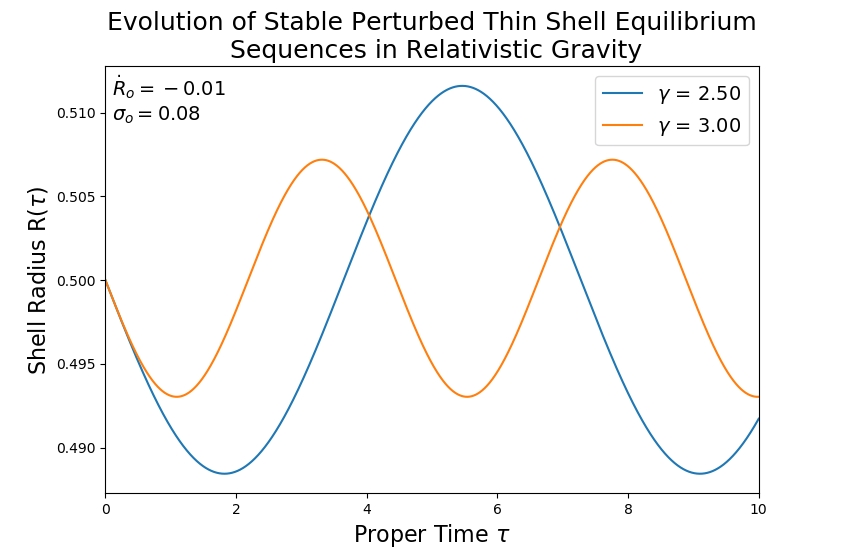 Evolution of Stable Perturbed Thin Shell Equilibrium
Sequences in Relativistic Gravity
Ṙₒ = −0.01
σₒ = 0.08
γ = 2.50
γ = 3.00
0.510
0.505
0.500
0.495
0.490
Shell Radius R(τ)
0 2 4 6 8 10
Proper Time τ